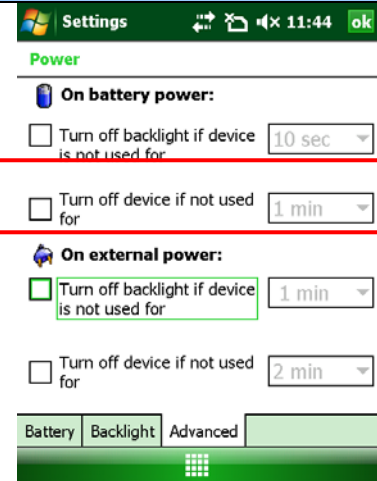 Settings 11:44 ok
Power
On battery power:
Turn off backlight if device
is not used for
10 sec
Turn off device if not used
for
1 min
On external power:
Turn off backlight if device
is not used for
1 min
Turn off device if not used
for
2 min
Battery Backlight Advanced